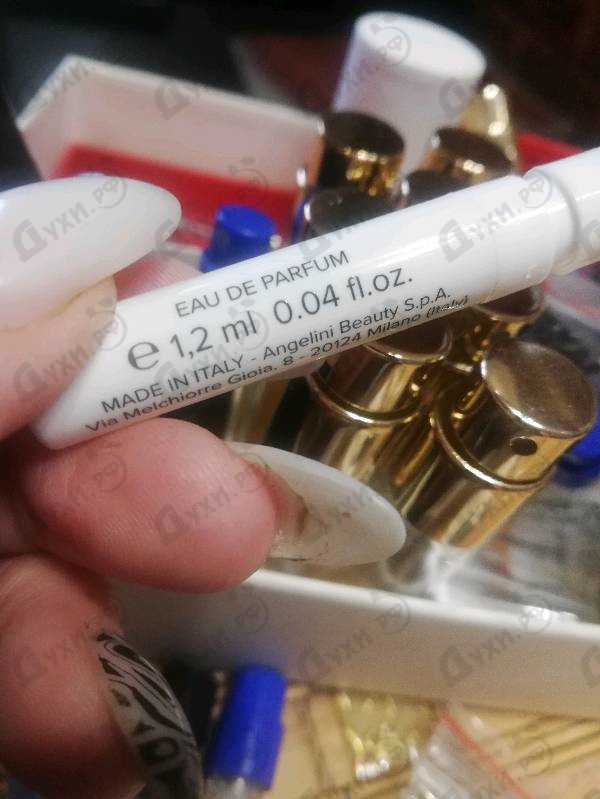 EAU DE PARFUM
e 1,2 ml 0.04 fl.oz.
MADE IN ITALY - Angelini Beauty S.p.A.
Via Melchiorre Gioia, 8 - 20124 Milano (Italy)
Духи.РФ